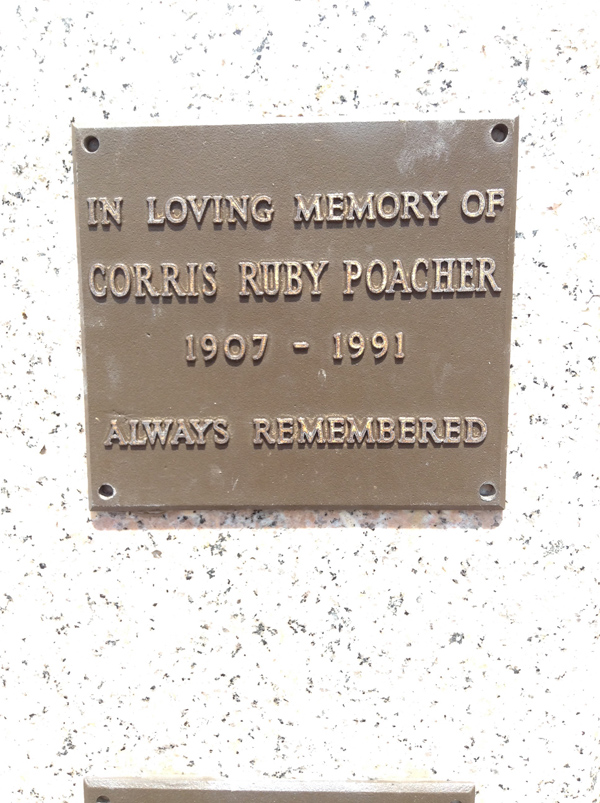 IN LOVING MEMORY OF
CORRIS RUBY POACHER
1907 - 1991
ALWAYS REMEMBERED